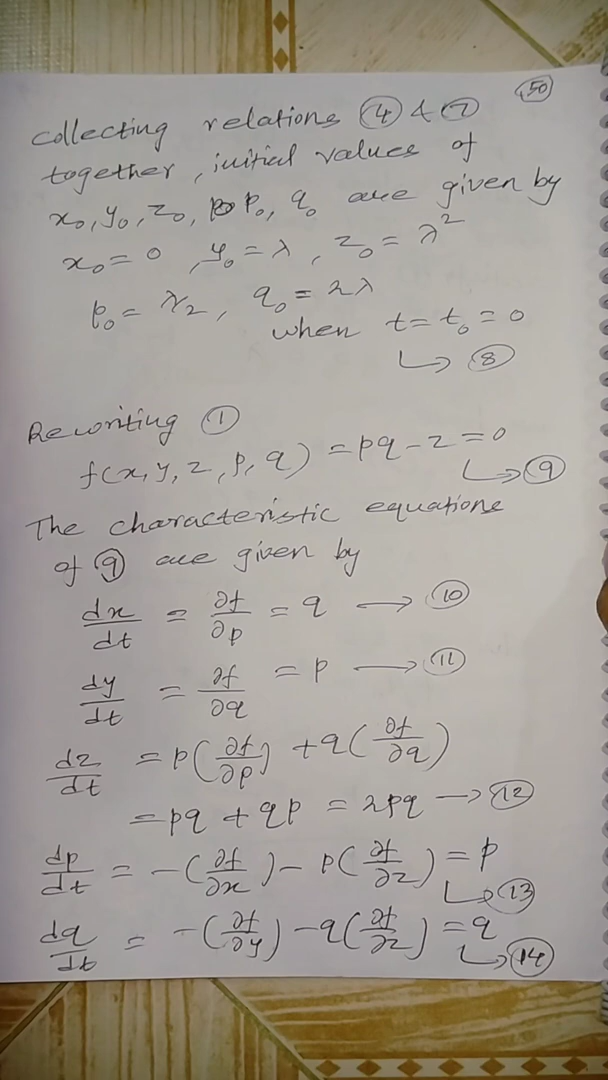 50
collecting relations ④ & ⑦
together, initial values of
x₀, y₀, z₀, p₀, q₀ are given by
x₀ = 0, y₀ = λ, z₀ = λ²
p₀ = λ/2, q₀ = 2λ
when t = t₀ = 0
↳ ⑧
Rewriting ①
f(x, y, z, p, q) = pq - z = 0
↳ ⑨
The characteristic equations
of ⑨ are given by
dx/dt = ∂f/∂p = q → ⑩
dy/dt = ∂f/∂q = p → ⑪
dz/dt = p(∂f/∂p) + q(∂f/∂q)
= pq + qp = 2pq → ⑫
dp/dt = -(∂f/∂x) - p(∂f/∂z) = p
↳ ⑬
dq/dt = -(∂f/∂y) - q(∂f/∂z) = q
↳ ⑭